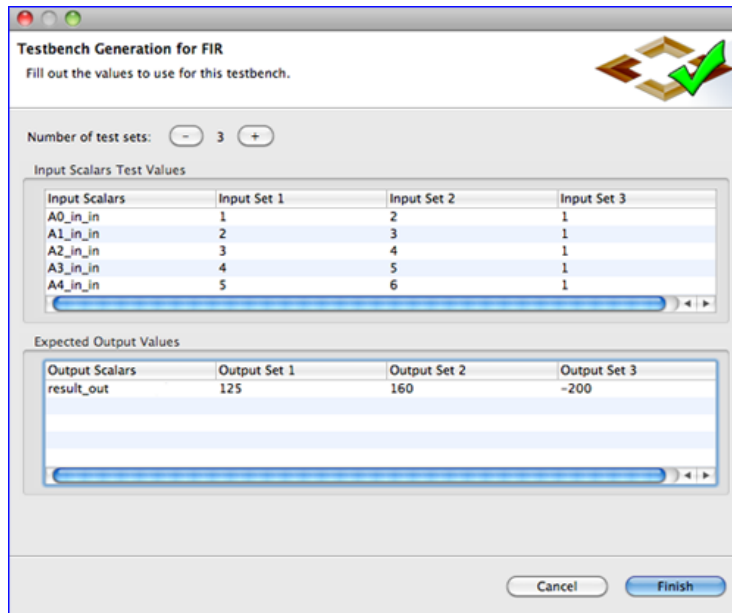 Testbench Generation for FIR
Fill out the values to use for this testbench.
Number of test sets: - 3 +
Input Scalars Test Values
Input Scalars Input Set 1 Input Set 2 Input Set 3
A0_in_in 1 2 1
A1_in_in 2 3 1
A2_in_in 3 4 1
A3_in_in 4 5 1
A4_in_in 5 6 1
Expected Output Values
Output Scalars Output Set 1 Output Set 2 Output Set 3
result_out 125 160 -200
Cancel Finish